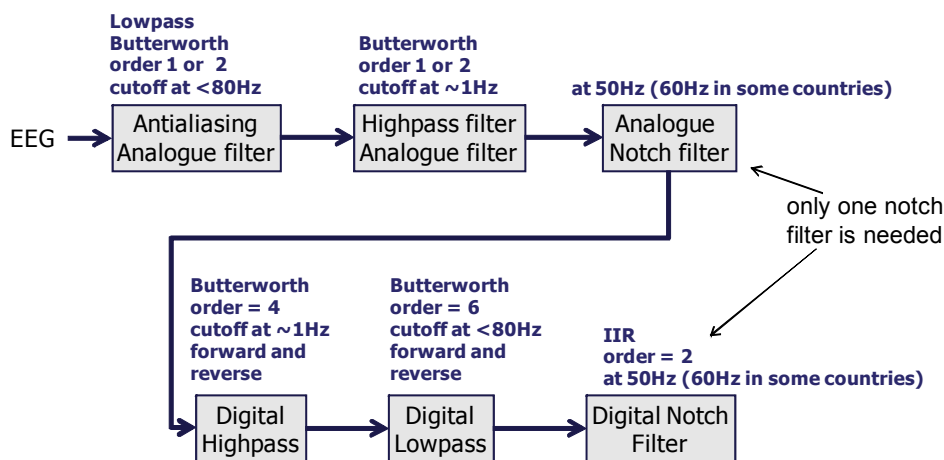 Lowpass
Butterworth
order 1 or 2
cutoff at <80Hz
Butterworth
order 1 or 2
cutoff at ~1Hz
at 50Hz (60Hz in some countries)
EEG
Antialiasing
Analogue filter
Highpass filter
Analogue filter
Analogue
Notch filter
only one notch
filter is needed
Butterworth
order = 4
cutoff at ~1Hz
forward and
reverse
Butterworth
order = 6
cutoff at <80Hz
forward and
reverse
IIR
order = 2
at 50Hz (60Hz in some countries)
Digital
Highpass
Digital
Lowpass
Digital Notch
Filter